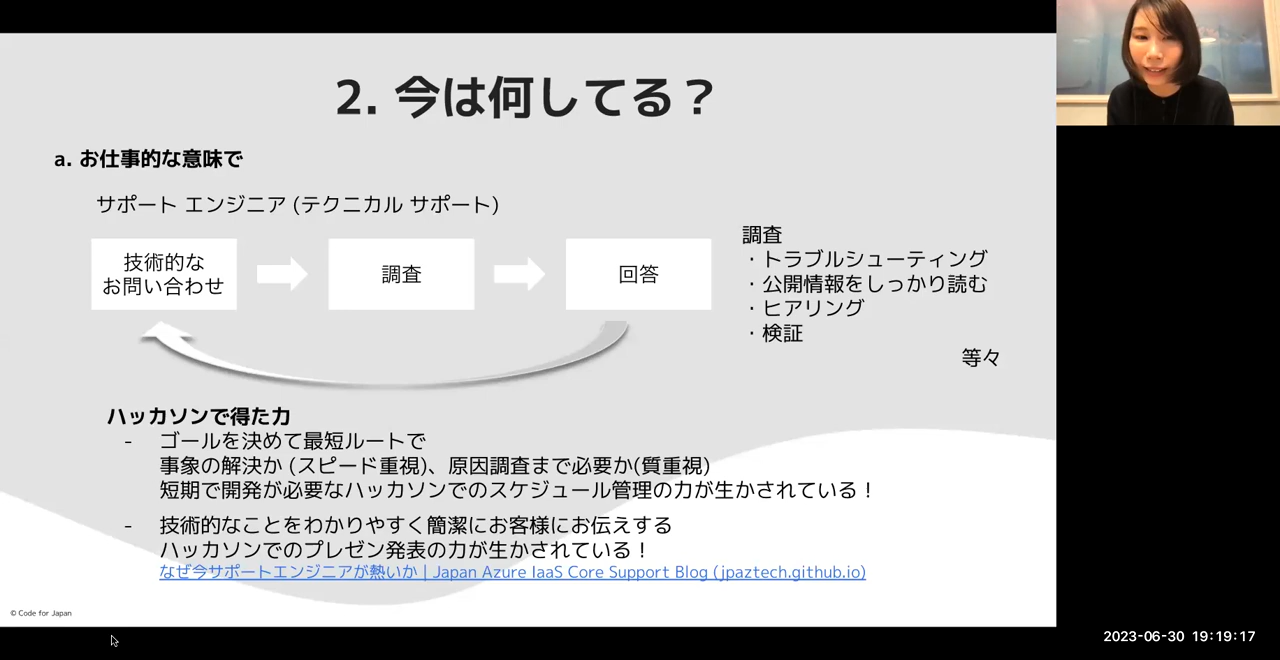 2. 今は何してる？
a. お仕事的な意味で
サポート エンジニア (テクニカル サポート)
技術的な
お問い合わせ
調査
回答
調査
・トラブルシューティング
・公開情報をしっかり読む
・ヒアリング
・検証
等々
ハッカソンで得た力
- ゴールを決めて最短ルートで
事象の解決か (スピード重視)、原因調査まで必要か(質重視)
短期で開発が必要なハッカソンでのスケジュール管理の力が生かされている！
- 技術的なことをわかりやすく簡潔にお客様にお伝えする
ハッカソンでのプレゼン発表の力が生かされている！
なぜ今サポートエンジニアが熱いか | Japan Azure IaaS Core Support Blog (jpaztech.github.io)
© Code for Japan
2023-06-30 19:19:17